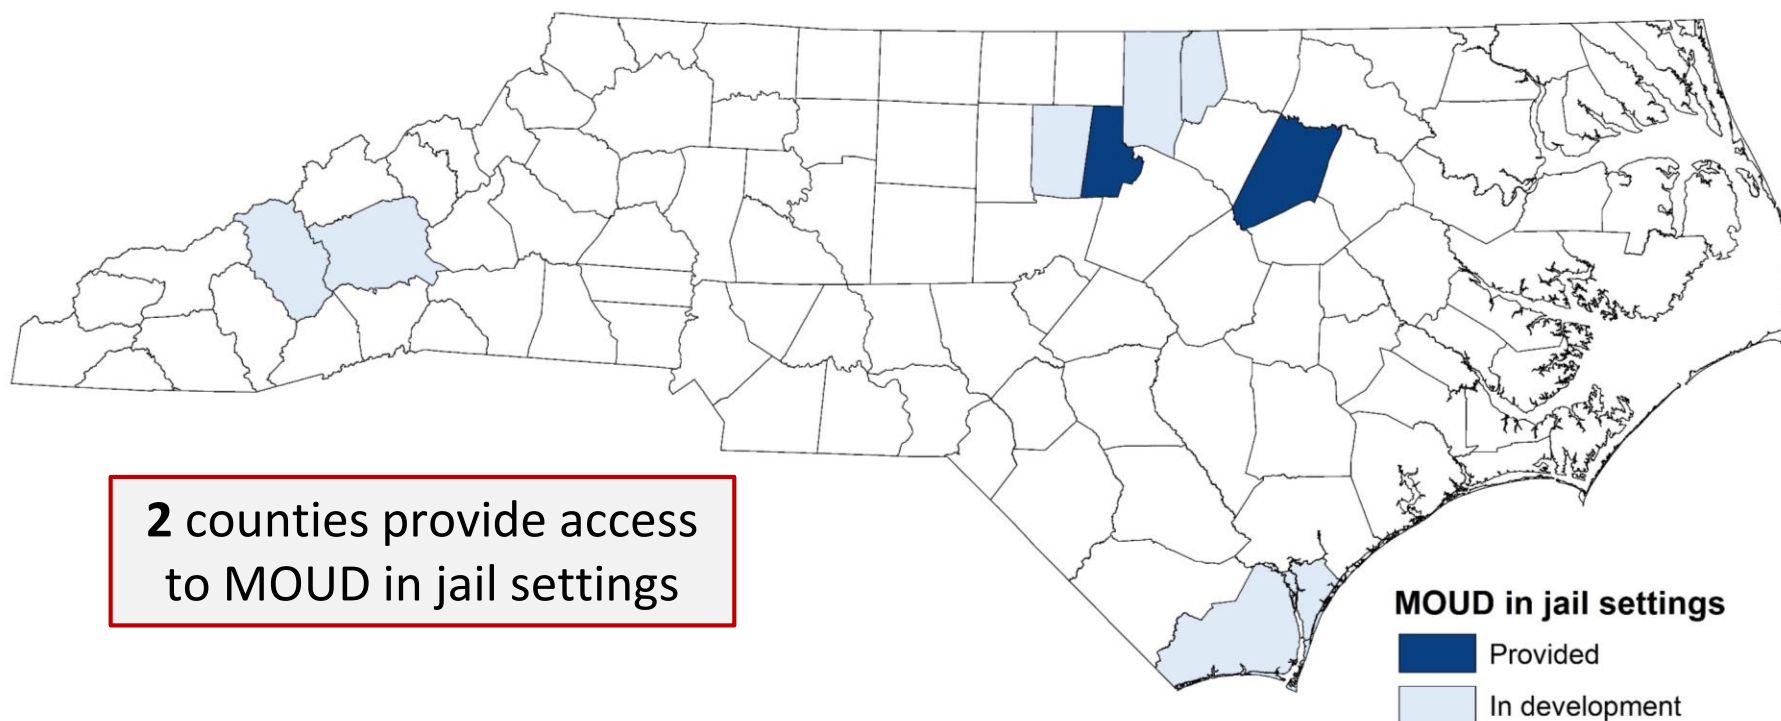 2 counties provide access
to MOUD in jail settings
MOUD in jail settings
Provided
In development